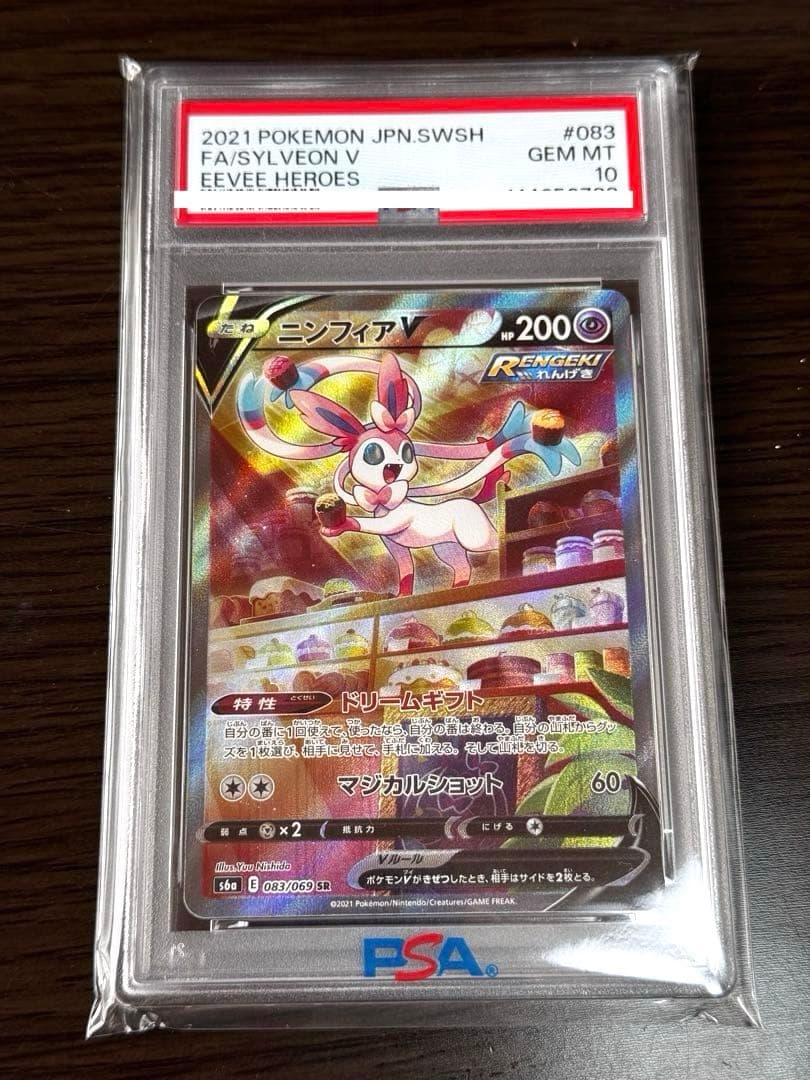 2021 POKEMON JPN.SWSH #083
FA/SYLVEON V GEM MT
EEVEE HEROES 10
たね ニンフィアV HP 200
RENGEKI
れんげき
特性 とくせい ドリームギフト
自分の番に1回使えて、使ったなら、自分の番は終わる。自分の山札からグッ
ズを1枚選び、相手に見せて、手札に加える。そして山札を切る。
マジカルショット 60
弱点 ×2 抵抗力 にげる
Vルール
ポケモンVがきぜつしたとき、相手はサイドを2枚とる。
Illus. Yuu Nishida
s6a E 083/069 SR
©2021 Pokémon/Nintendo/Creatures/GAME FREAK.
PSA®